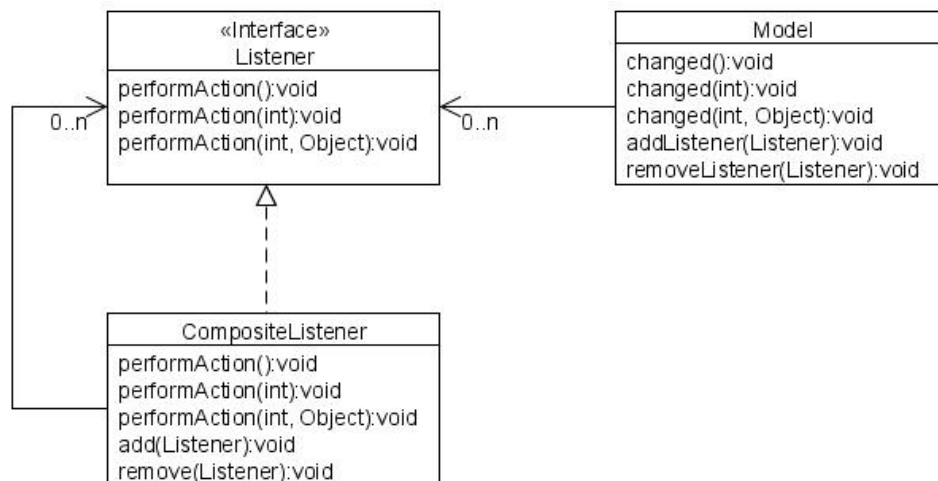 «Interface»
Listener
performAction():void
performAction(int):void
performAction(int, Object):void
Model
changed():void
changed(int):void
changed(int, Object):void
addListener(Listener):void
removeListener(Listener):void
0..n
0..n
CompositeListener
performAction():void
performAction(int):void
performAction(int, Object):void
add(Listener):void
remove(Listener):void